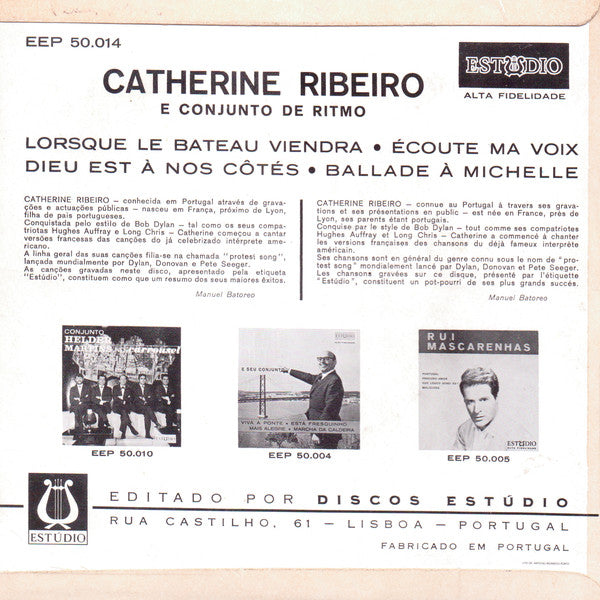 EEP 50.014
ESTÚDIO
ALTA FIDELIDADE
CATHERINE RIBEIRO
E CONJUNTO DE RITMO
LORSQUE LE BATEAU VIENDRA • ÉCOUTE MA VOIX
DIEU EST À NOS CÔTÉS • BALLADE À MICHELLE
CATHERINE RIBEIRO – conhecida em Portugal através de grava-
ções e actuações públicas – nasceu em França, próximo de Lyon,
filha de pais portugueses.
Conquistada pelo estilo de Bob Dylan – tal como os seus compa-
triotas Hughes Auffray e Long Chris – Catherine começou a cantar
versões francesas das canções do já celebrizado intérprete ame-
ricano.
A linha geral das suas canções filia-se na chamada "protest song",
lançada mundialmente por Dylan, Donovan e Pete Seeger.
As canções gravadas neste disco, apresentado pela etiqueta
"Estúdio", constituem como que um resumo dos seus maiores êxitos.
Manuel Batoreo
CATHERINE RIBEIRO – connue au Portugal à travers ses grava-
tions et ses présentations en public – est née en France, près de
Lyon, ses parents étant portugais.
Conquise par le style de Bob Dylan – tout comme ses compatriotes
Hughes Auffray et Long Chris – Catherine a commencé à chanter
les versions françaises des chansons du déjà fameux interprète
américain.
Ses chansons sont en général du genre connu sous le nom de "pro-
test song" mondialement lancé par Dylan, Donovan et Pete Seeger.
Les chansons gravées sur ce disque, présenté par l'étiquette
"Estúdio", constituent un pot-pourri de ses plus grands succés.
Manuel Batoreo
CONJUNTO
HELDER
MARTINS
carrousel
EEP 50.010
ESTÚDIO
E SEU CONJUNTO
VIVA A PONTE • ESTÁ FRESQUINHO
MAIS ALEGRE • MARCHA DA CALDEIRA
EEP 50.004
RUI
MASCARENHAS
ESTÚDIO
EEP 50.005
ESTÚDIO
EDITADO POR DISCOS ESTÚDIO
RUA CASTILHO, 61 – LISBOA – PORTUGAL
FABRICADO EM PORTUGAL